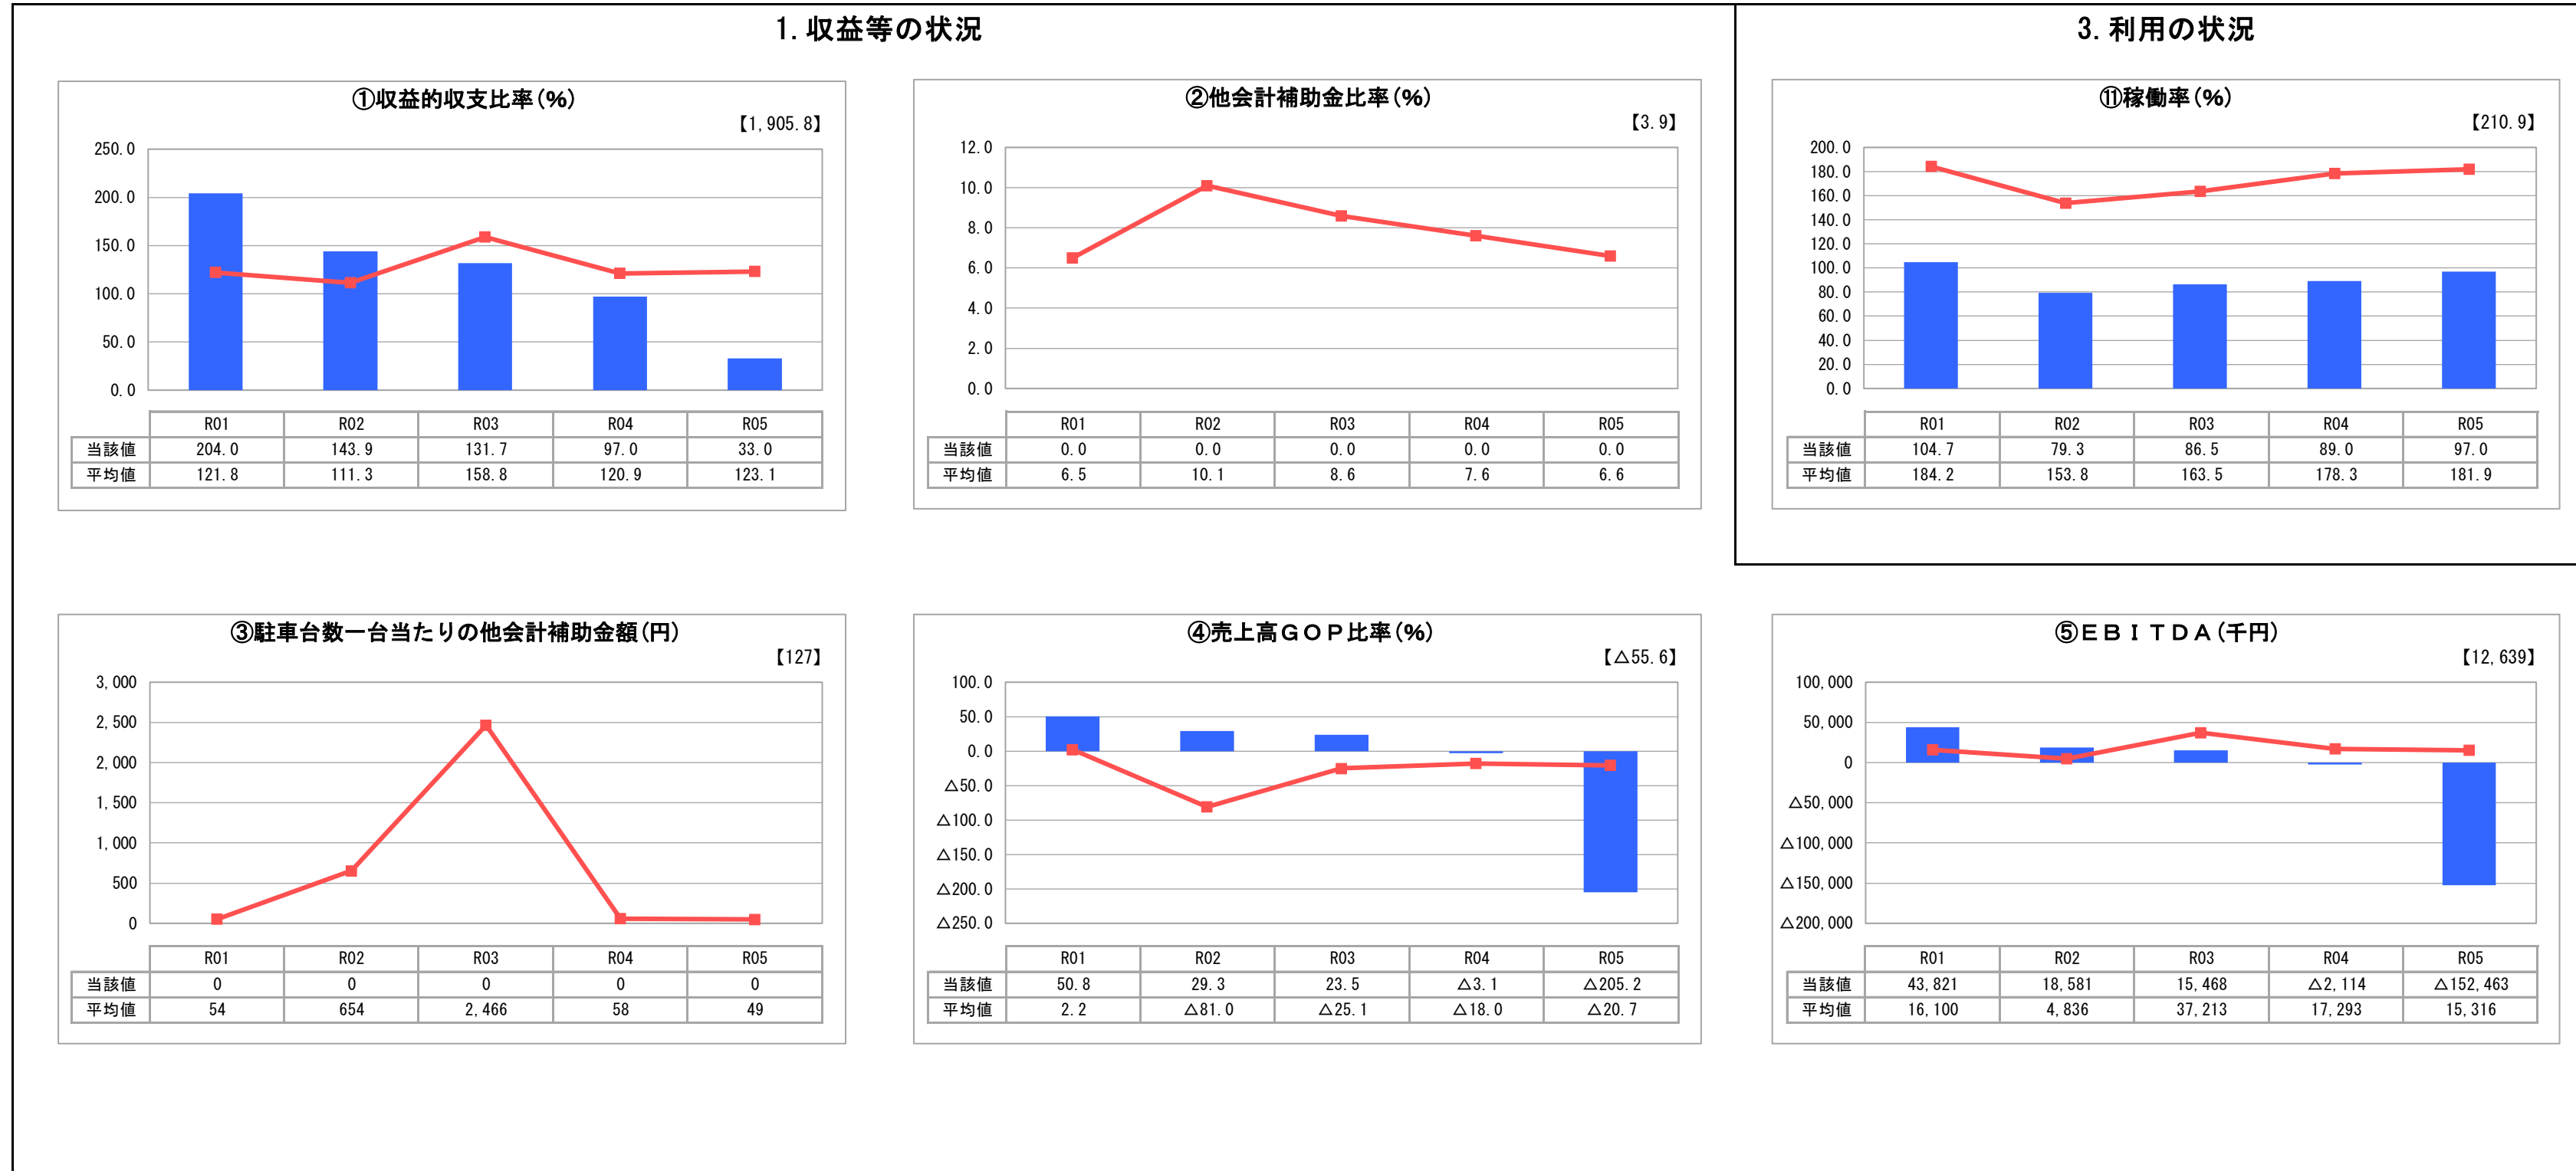 1. 収益等の状況
3. 利用の状況
①収益的収支比率(%)
【1,905.8】
250.0
200.0
150.0
100.0
50.0
0.0
R01 R02 R03 R04 R05
当該値 204.0 143.9 131.7 97.0 33.0
平均値 121.8 111.3 158.8 120.9 123.1
②他会計補助金比率(%)
【3.9】
12.0
10.0
8.0
6.0
4.0
2.0
0.0
R01 R02 R03 R04 R05
当該値 0.0 0.0 0.0 0.0 0.0
平均値 6.5 10.1 8.6 7.6 6.6
⑪稼働率(%)
【210.9】
200.0
180.0
160.0
140.0
120.0
100.0
80.0
60.0
40.0
20.0
0.0
R01 R02 R03 R04 R05
当該値 104.7 79.3 86.5 89.0 97.0
平均値 184.2 153.8 163.5 178.3 181.9
③駐車台数一台当たりの他会計補助金額(円)
【127】
3,000
2,500
2,000
1,500
1,000
500
0
R01 R02 R03 R04 R05
当該値 0 0 0 0 0
平均値 54 654 2,466 58 49
④売上高ＧＯＰ比率(%)
【△55.6】
100.0
50.0
0.0
△50.0
△100.0
△150.0
△200.0
△250.0
R01 R02 R03 R04 R05
当該値 50.8 29.3 23.5 △3.1 △205.2
平均値 2.2 △81.0 △25.1 △18.0 △20.7
⑤ＥＢＩＴＤＡ(千円)
【12,639】
100,000
50,000
0
△50,000
△100,000
△150,000
△200,000
R01 R02 R03 R04 R05
当該値 43,821 18,581 15,468 △2,114 △152,463
平均値 16,100 4,836 37,213 17,293 15,316